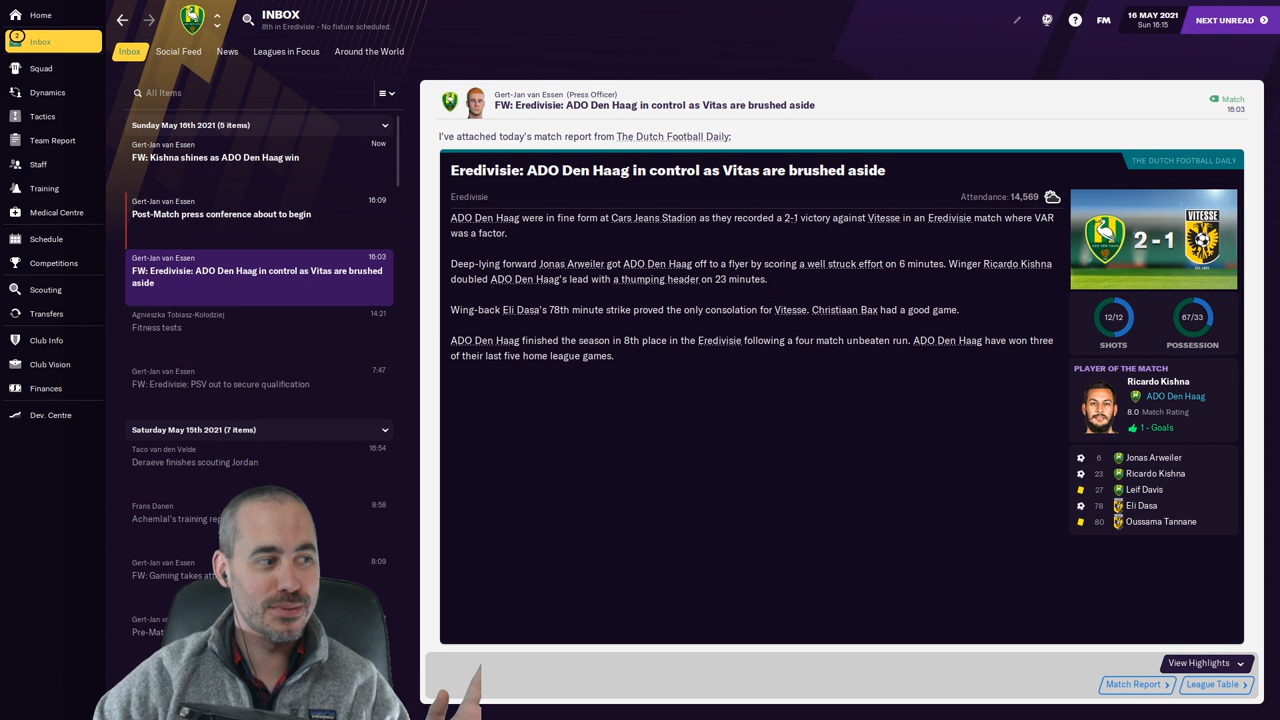 Home
2
Inbox
Squad
Dynamics
Tactics
Team Report
Staff
Training
Medical Centre
Schedule
Competitions
Scouting
Transfers
Club Info
Club Vision
Finances
Dev. Centre
INBOX
8th in Eredivisie - No fixture scheduled.
FM
16 MAY 2021
Sun 16:15
NEXT UNREAD
Inbox
Social Feed
News
Leagues in Focus
Around the World
All Items
Sunday May 16th 2021 (5 items)
Gert-Jan van Essen Now
FW: Kishna shines as ADO Den Haag win
Gert-Jan van Essen 16:09
Post-Match press conference about to begin
Gert-Jan van Essen 16:03
FW: Eredivisie: ADO Den Haag in control as Vitas are brushed
aside
Agnieszka Tobiasz-Kolodziej 14:21
Fitness tests
Gert-Jan van Essen 7:47
FW: Eredivisie: PSV out to secure qualification
Saturday May 15th 2021 (7 items)
Taco van den Velde 16:54
Deraeve finishes scouting Jordan
Frans Danen 8:58
Achemlal's training rep
Gert-Jan van Essen 8:09
FW: Gaming takes att
Gert-Jan va
Pre-Mat
Gert-Jan van Essen (Press Officer)
FW: Eredivisie: ADO Den Haag in control as Vitas are brushed aside
Match
16:03
I've attached today's match report from The Dutch Football Daily:
THE DUTCH FOOTBALL DAILY
Eredivisie: ADO Den Haag in control as Vitas are brushed aside
Eredivisie
Attendance: 14,569
ADO Den Haag were in fine form at Cars Jeans Stadion as they recorded a 2-1 victory against Vitesse in an Eredivisie match where VAR
was a factor.
Deep-lying forward Jonas Arweiler got ADO Den Haag off to a flyer by scoring a well struck effort on 6 minutes. Winger Ricardo Kishna
doubled ADO Den Haag's lead with a thumping header on 23 minutes.
Wing-back Eli Dasa's 78th minute strike proved the only consolation for Vitesse. Christiaan Bax had a good game.
ADO Den Haag finished the season in 8th place in the Eredivisie following a four match unbeaten run. ADO Den Haag have won three
of their last five home league games.
2 - 1
VITESSE
12/12
SHOTS
67/33
POSSESSION
PLAYER OF THE MATCH
Ricardo Kishna
ADO Den Haag
8.0 Match Rating
1 - Goals
6 Jonas Arweiler
23 Ricardo Kishna
27 Leif Davis
78 Eli Dasa
80 Oussama Tannane
View Highlights
Match Report
League Table